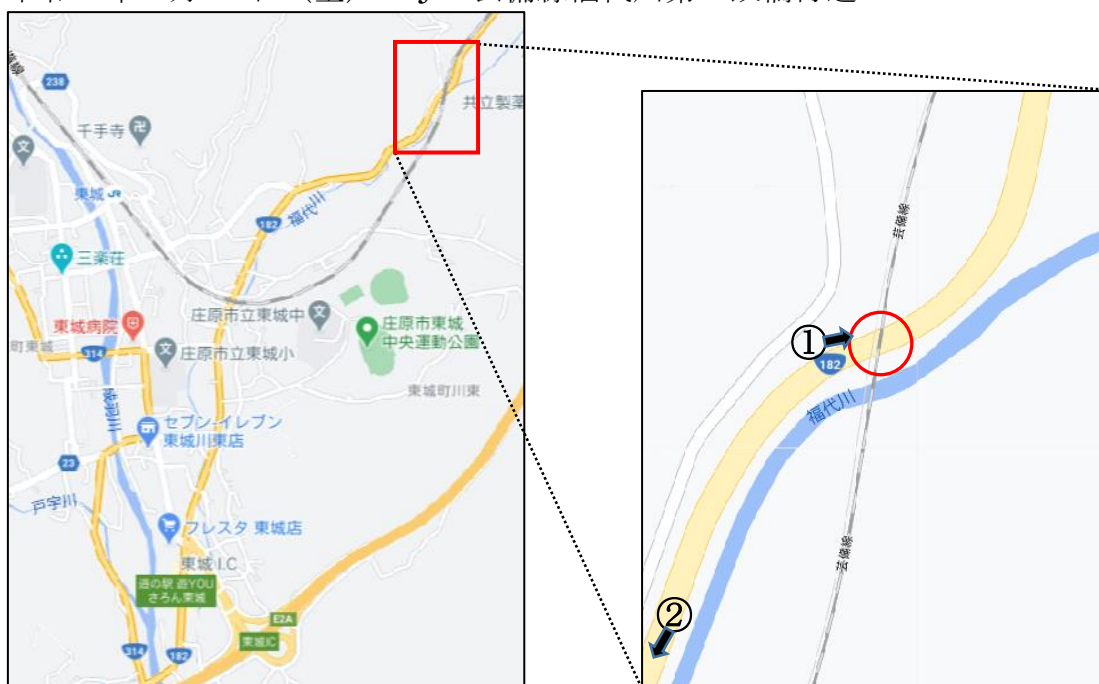 238
千手寺
共立製薬
東城
JR
182
福代川
三楽荘
庄原市立東城中
庄原市東城
中央運動公園
東城病院
町東城
314
庄原市立東城小
東城町川東
成羽川
セブン-イレブン
東城川東店
23
戸宇川
フレスタ 東城店
東城 I.C
道の駅 遊YOU
さろん東城
E2A
東城IC
314
182
芸備線
①
182
福代川
芸備線
②